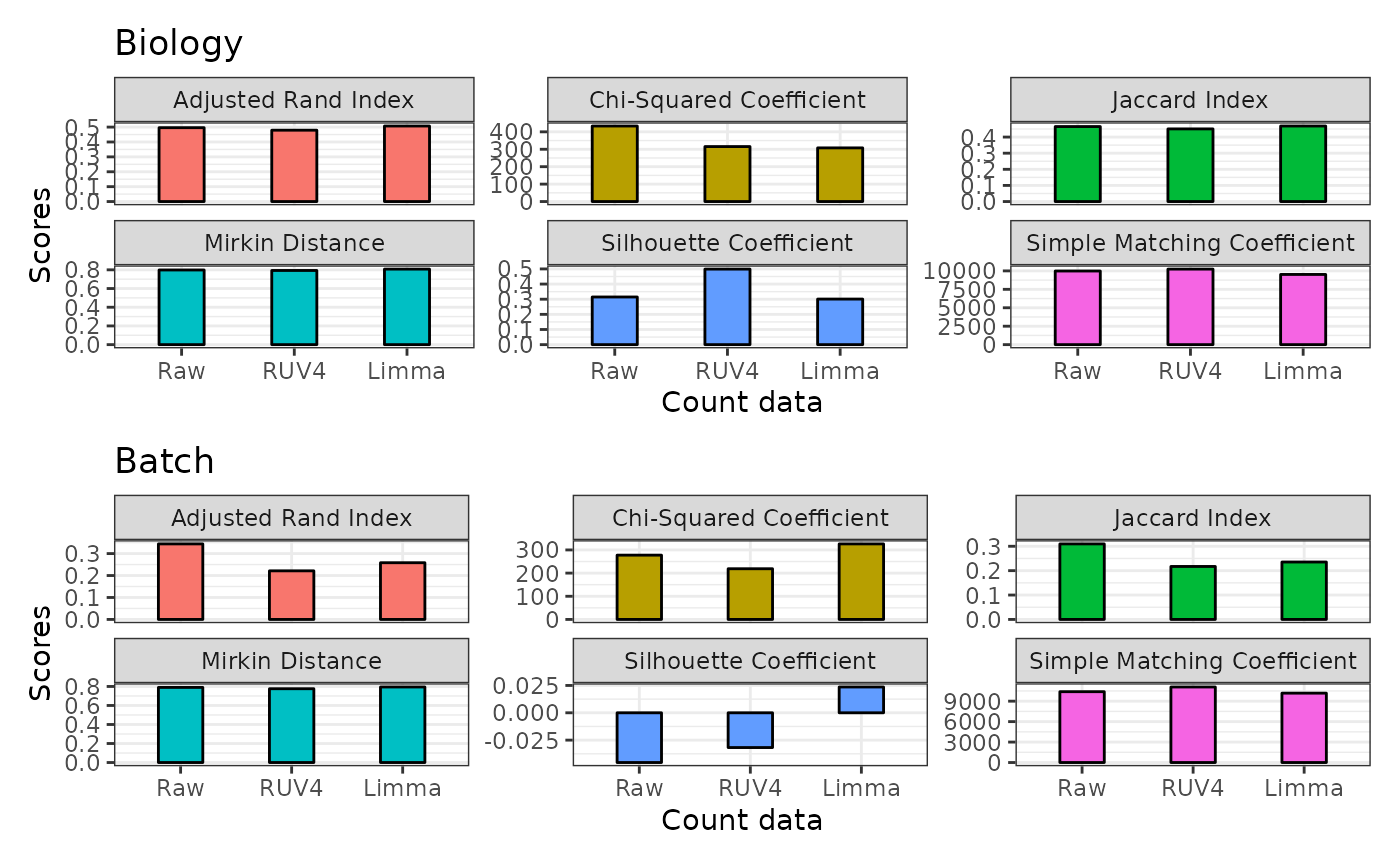 Biology
Adjusted Rand Index
Chi-Squared Coefficient
Jaccard Index
0.5
0.4
0.3
0.2
0.1
0.0
400
300
200
100
0
0.4
0.3
0.2
0.1
0.0
Scores
Mirkin Distance
Silhouette Coefficient
Simple Matching Coefficient
0.8
0.6
0.4
0.2
0.0
0.5
0.4
0.3
0.2
0.1
0.0
10000
7500
5000
2500
0
Raw RUV4 Limma
Raw RUV4 Limma
Raw RUV4 Limma
Count data
Batch
Adjusted Rand Index
Chi-Squared Coefficient
Jaccard Index
0.3
0.2
0.1
0.0
300
200
100
0
0.3
0.2
0.1
0.0
Scores
Mirkin Distance
Silhouette Coefficient
Simple Matching Coefficient
0.8
0.6
0.4
0.2
0.0
0.025
0.000
-0.025
9000
6000
3000
0
Raw RUV4 Limma
Raw RUV4 Limma
Raw RUV4 Limma
Count data